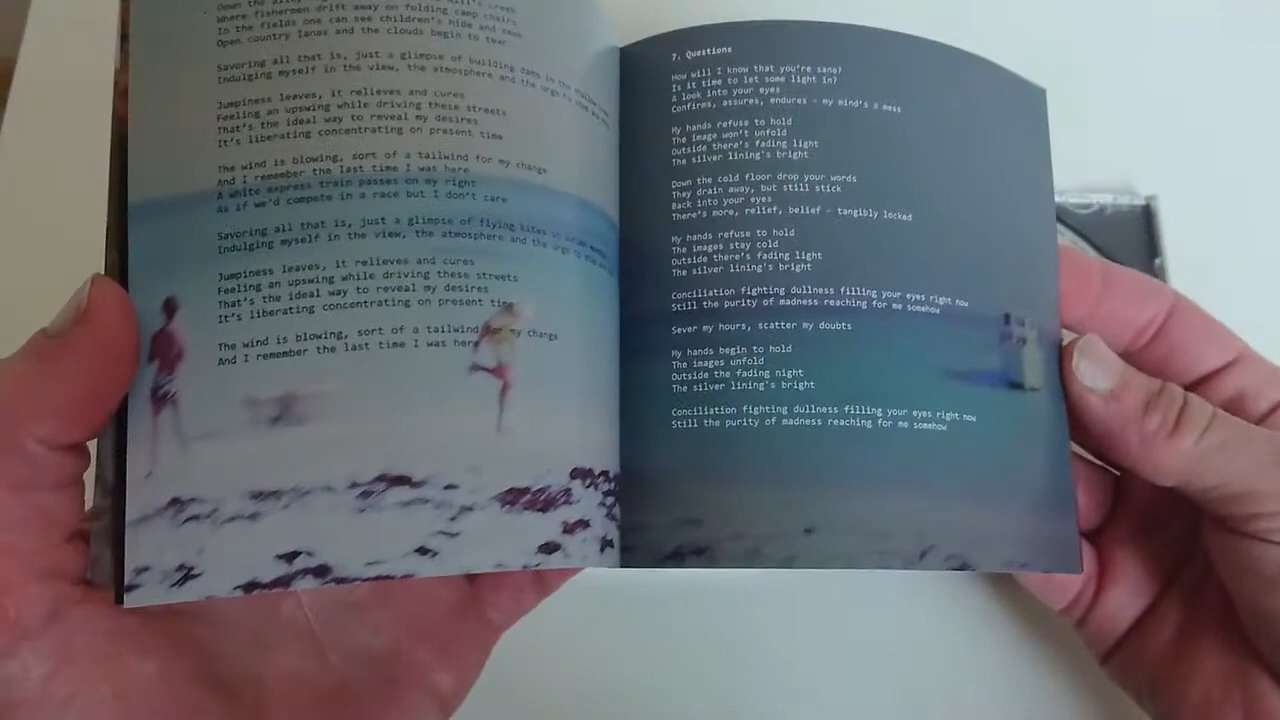 Down the
Where fishermen drift away on folding camp chairs
In the fields one can see children's hide and seek
Open country lanes and the clouds begin to tear
Savoring all that is, just a glimpse of building dams in the shallow
Indulging myself in the view, the atmosphere and the urge to stop and
Jumpiness leaves, it relieves and cures
Feeling an upswing while driving these streets
That's the ideal way to reveal my desires
It's liberating concentrating on present time
The wind is blowing, sort of a tailwind for my change
And I remember the last time I was here
A white express train passes on my right
As if we'd compete in a race but I don't care
Savoring all that is, just a glimpse of flying kites
Indulging myself in the view, the atmosphere and the urge to stop and
Jumpiness leaves, it relieves and cures
Feeling an upswing while driving these streets
That's the ideal way to reveal my desires
It's liberating concentrating on present time
The wind is blowing, sort of a tailwind for my change
And I remember the last time I was here
7. Questions
How will I know that you're sane?
Is it time to let some light in?
A look into your eyes
Confirms, assures, endures - my mind's a mess
My hands refuse to hold
The image won't unfold
Outside there's fading light
The silver lining's bright
Down the cold floor drop your words
They drain away, but still stick
Back into your eyes
There's more, relief, belief - tangibly locked
My hands refuse to hold
The images stay cold
Outside there's fading light
The silver lining's bright
Conciliation fighting dullness filling your eyes right now
Still the purity of madness reaching for me somehow
Sever my hours, scatter my doubts
My hands begin to hold
The images unfold
Outside the fading night
The silver lining's bright
Conciliation fighting dullness filling your eyes right now
Still the purity of madness reaching for me somehow